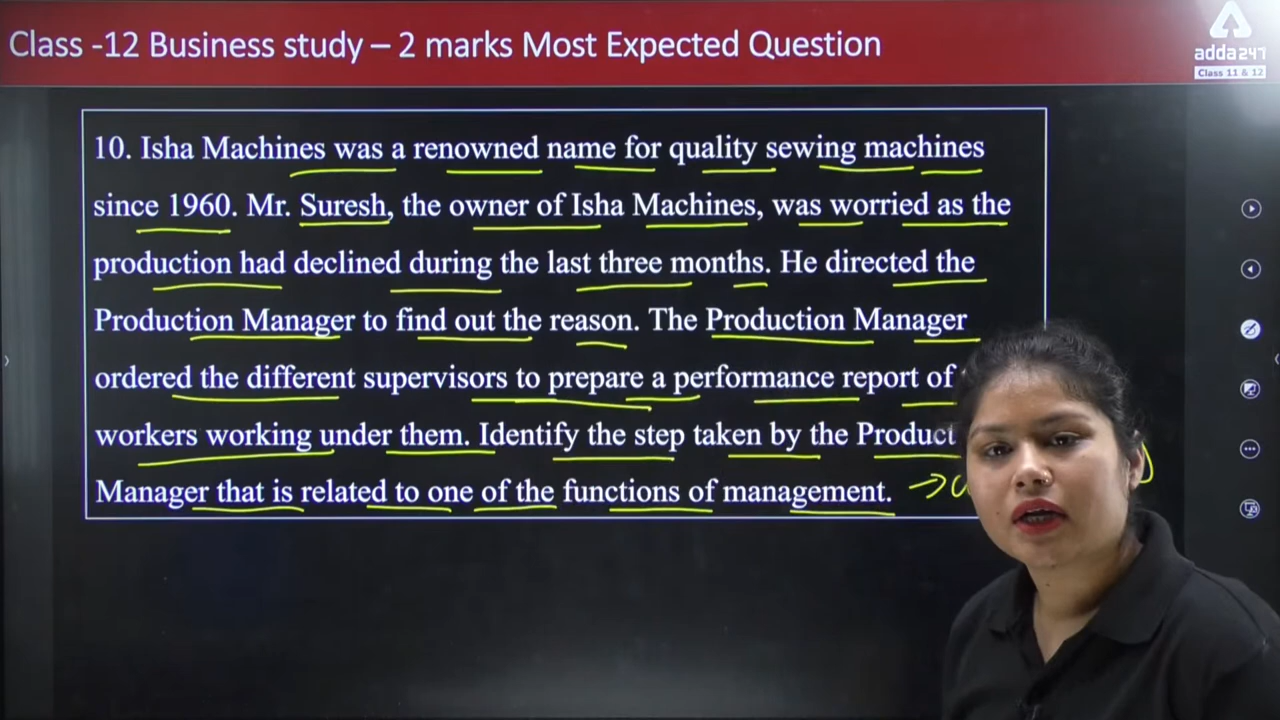 Class -12 Business study – 2 marks Most Expected Question
adda247
Class 11 & 12
10. Isha Machines was a renowned name for quality sewing machines
since 1960. Mr. Suresh, the owner of Isha Machines, was worried as the
production had declined during the last three months. He directed the
Production Manager to find out the reason. The Production Manager
ordered the different supervisors to prepare a performance report of
workers working under them. Identify the step taken by the
Manager that is related to one of the functions of management.